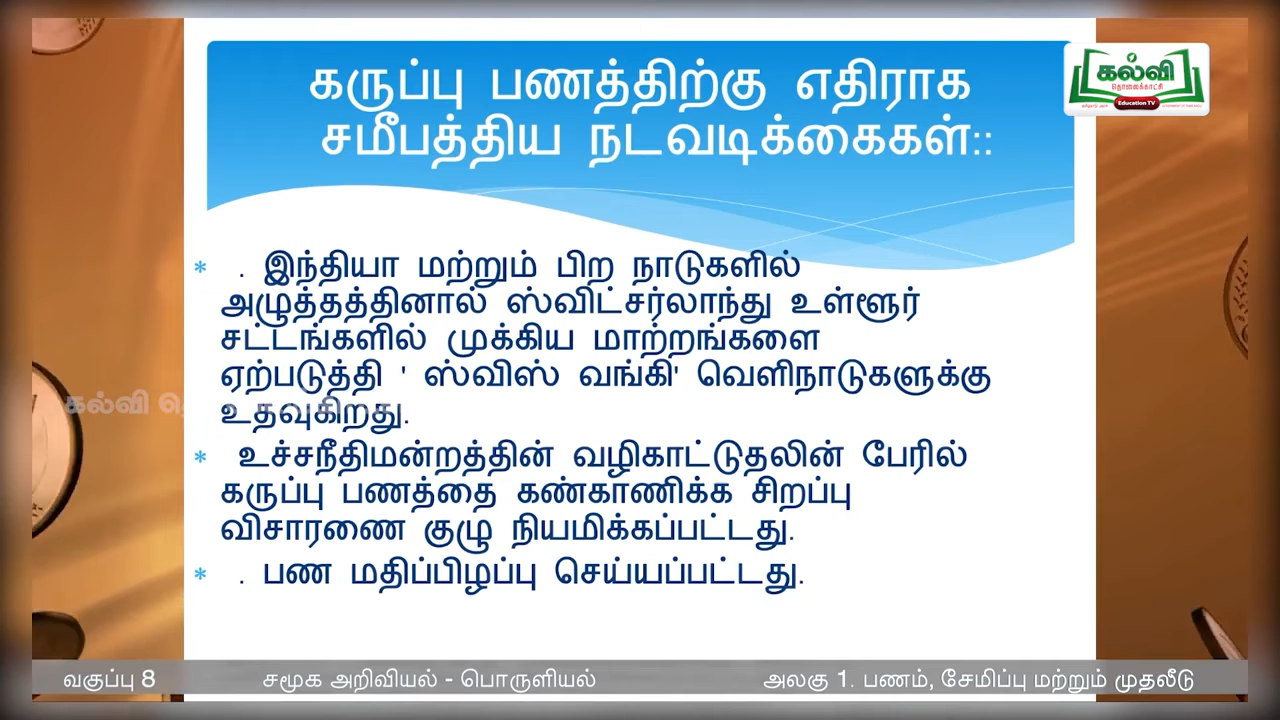 கருப்பு பணத்திற்கு எதிராக
சமீபத்திய நடவடிக்கைகள்::
கல்வி
தொலைக்காட்சி
Education TV
* . இந்தியா மற்றும் பிற நாடுகளில்
அழுத்தத்தினால் ஸ்விட்சர்லாந்து உள்ளூர்
சட்டங்களில் முக்கிய மாற்றங்களை
ஏற்படுத்தி ' ஸ்விஸ் வங்கி' வெளிநாடுகளுக்கு
உதவுகிறது.
கல்வி
* உச்சநீதிமன்றத்தின் வழிகாட்டுதலின் பேரில்
கருப்பு பணத்தை கண்காணிக்க சிறப்பு
விசாரணை குழு நியமிக்கப்பட்டது.
* . பண மதிப்பிழப்பு செய்யப்பட்டது.
வகுப்பு 8 சமூக அறிவியல் - பொருளியல் அலகு 1. பணம், சேமிப்பு மற்றும் முதலீடு